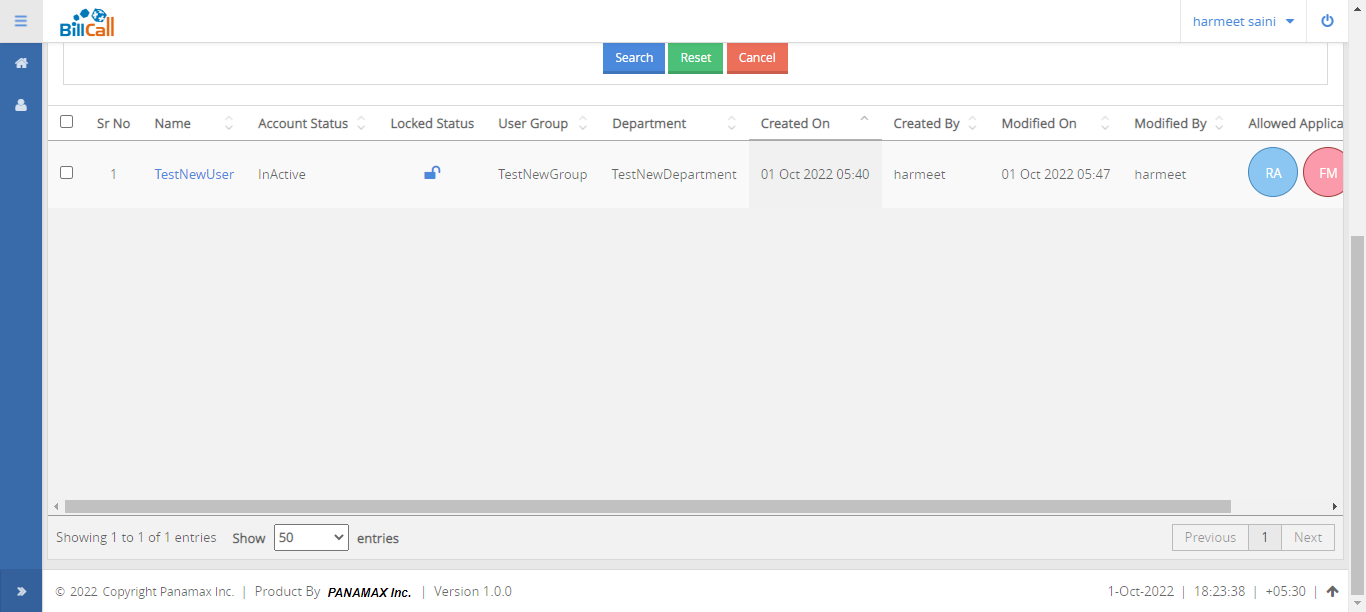 BillCall
harmeet saini
Search Reset Cancel
Sr No Name Account Status Locked Status User Group Department Created On Created By Modified On Modified By Allowed Applica
1 TestNewUser InActive TestNewGroup TestNewDepartment 01 Oct 2022 05:40 harmeet 01 Oct 2022 05:47 harmeet RA FM
Showing 1 to 1 of 1 entries Show 50 entries Previous 1 Next
© 2022 Copyright Panamax Inc. | Product By PANAMAX Inc. | Version 1.0.0 1-Oct-2022 | 18:23:38 | +05:30 |